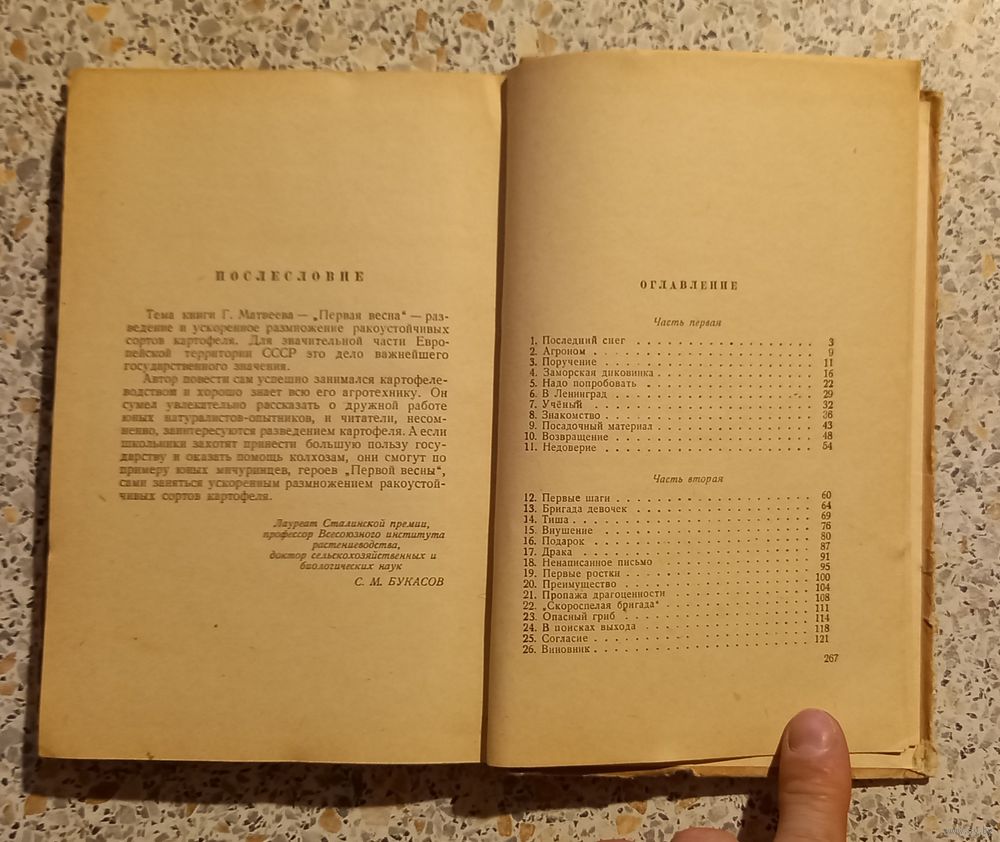 ПОСЛЕСЛОВИЕ
Тема книги Г. Матвеева — „Первая весна“ — раз-
ведение и ускоренное размножение ракоустойчивых
сортов картофеля. Для значительной части Евро-
пейской территории СССР это дело важнейшего
государственного значения.
Автор повести сам успешно занимался картофеле-
водством и хорошо знает всю его агротехнику. Он
сумел увлекательно рассказать о дружной работе
юных натуралистов-опытников, и читатели, несом-
ненно, заинтересуются разведением картофеля. А если
школьники захотят принести большую пользу госу-
дарству и оказать помощь колхозам, они смогут по
примеру юных мичуринцев, героев „Первой весны“,
сами заняться ускоренным размножением ракоустой-
чивых сортов картофеля.
Лауреат Сталинской премии,
профессор Всесоюзного института
растениеводства,
доктор сельскохозяйственных и
биологических наук
С. М. БУКАСОВ
ОГЛАВЛЕНИЕ
Часть первая
1. Последний снег . . . 3
2. Агроном . . . 9
3. Поручение . . . 11
4. Заморская диковинка . . . 16
5. Надо попробовать . . . 22
6. В Ленинград . . . 29
7. Учёный . . . 32
8. Знакомство . . . 36
9. Посадочный материал . . . 43
10. Возвращение . . . 48
11. Недоверие . . . 54
Часть вторая
12. Первые шаги . . . 60
13. Бригада девочек . . . 64
14. Тиша . . . 69
15. Внушение . . . 76
16. Подарок . . . 80
17. Драка . . . 87
18. Ненаписанное письмо . . . 91
19. Первые ростки . . . 95
20. Преимущество . . . 100
21. Пропажа драгоценности . . . 104
22. „Скороспелая бригада“ . . . 108
23. Опасный гриб . . . 111
24. В поисках выхода . . . 114
25. Согласие . . . 118
26. Виновник . . . 121
267